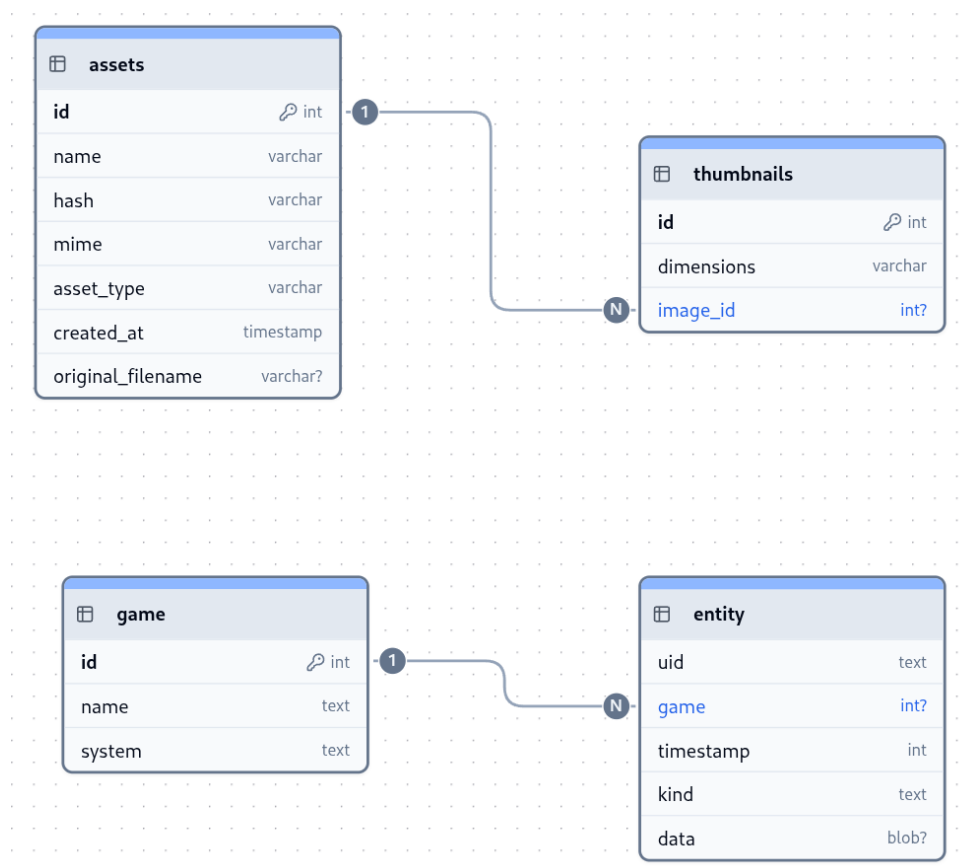 assets
id int
name varchar
hash varchar
mime varchar
asset_type varchar
created_at timestamp
original_filename varchar?
1
thumbnails
id int
dimensions varchar
N image_id int?
game
id int
name text
system text
1
entity
uid text
N game int?
timestamp int
kind text
data blob?